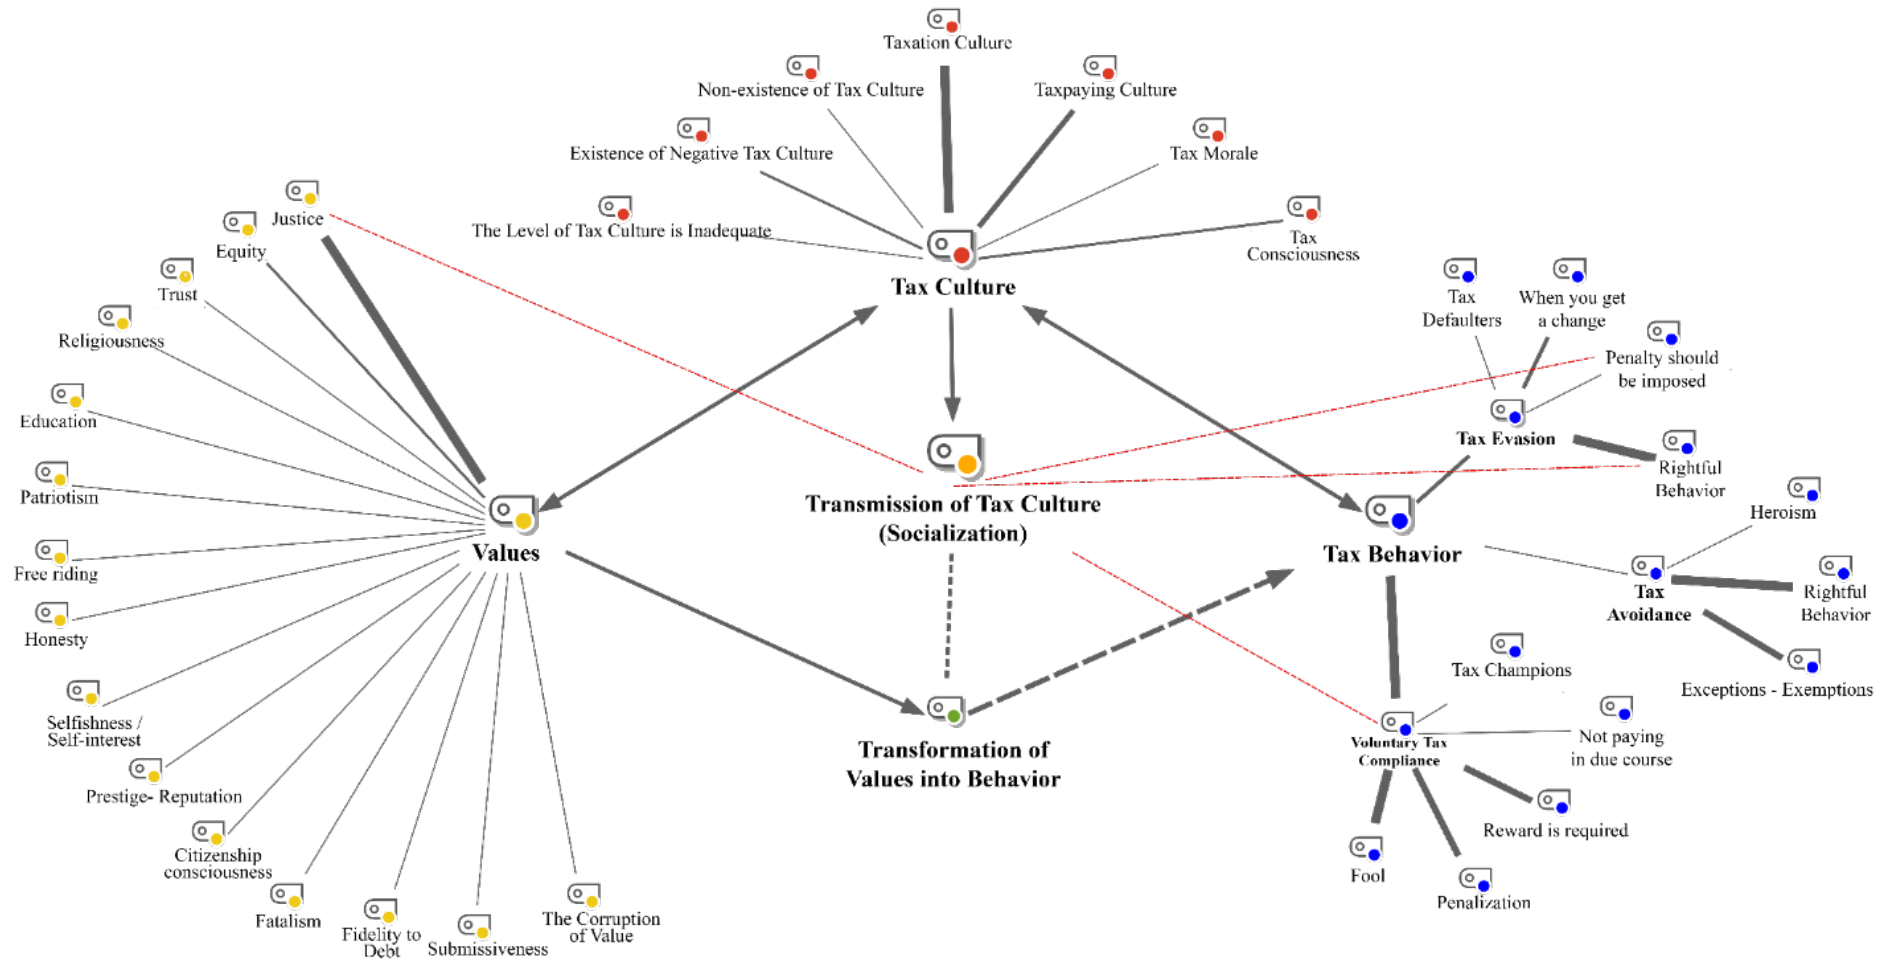 Taxation Culture
Non-existence of Tax Culture
Taxpaying Culture
Existence of Negative Tax Culture
Tax Morale
The Level of Tax Culture is Inadequate
Tax
Consciousness
Tax Culture
Justice
Equity
Trust
Religiousness
Education
Patriotism
Free riding
Honesty
Selfishness /
Self-interest
Prestige- Reputation
Citizenship
consciousness
Fatalism
Fidelity to
Debt
Submissiveness
The Corruption
of Value
Values
Transmission of Tax Culture
(Socialization)
Transformation of
Values into Behavior
Tax Behavior
Tax
Defaulters
When you get
a change
Penalty should
be imposed
Tax Evasion
Rightful
Behavior
Heroism
Tax
Avoidance
Rightful
Behavior
Exceptions - Exemptions
Tax Champions
Voluntary Tax
Compliance
Not paying
in due course
Reward is required
Fool
Penalization